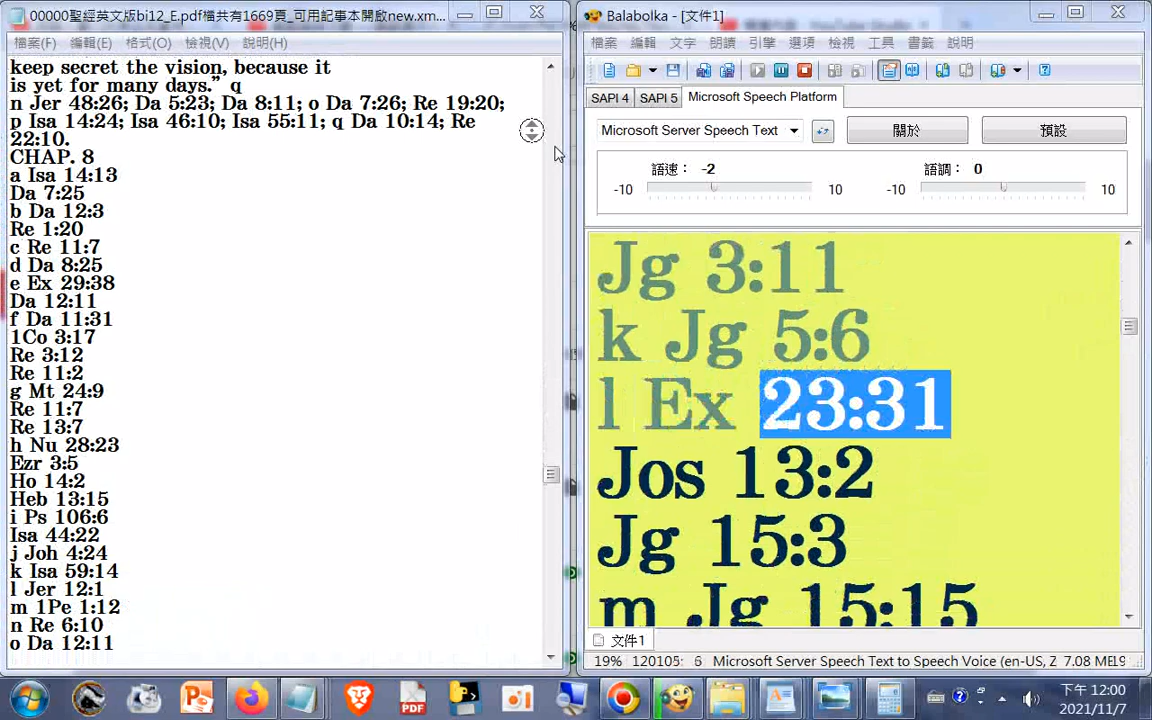 00000聖經英文版bi12_E.pdf檔共有1669頁_可用記事本開啟new.xm...
檔案(F) 編輯(E) 格式(O) 檢視(V) 說明(H)
keep secret the vision, because it
is yet for many days.” q
n Jer 48:26; Da 5:23; Da 8:11; o Da 7:26; Re 19:20;
p Isa 14:24; Isa 46:10; Isa 55:11; q Da 10:14; Re
22:10.
CHAP. 8
a Isa 14:13
Da 7:25
b Da 12:3
Re 1:20
c Re 11:7
d Da 8:25
e Ex 29:38
Da 12:11
f Da 11:31
1Co 3:17
Re 3:12
Re 11:2
g Mt 24:9
Re 11:7
Re 13:7
h Nu 28:23
Ezr 3:5
Ho 14:2
Heb 13:15
i Ps 106:6
Isa 44:22
j Joh 4:24
k Isa 59:14
l Jer 12:1
m 1Pe 1:12
n Re 6:10
o Da 12:11
Balabolka - [文件1]
檔案 編輯 文字 朗讀 引擎 選項 檢視 工具 書籤 說明
SAPI 4 SAPI 5 Microsoft Speech Platform
Microsoft Server Speech Text 關於 預設
語速： -2 語調： 0
-10 10 -10 10
Jg 3:11
k Jg 5:6
l Ex 23:31
Jos 13:2
Jg 15:3
m Jg 15:15
文件1
19% 120105: 6 Microsoft Server Speech Text to Speech Voice (en-US, Z 7.08 ME
PDF
下午 12:00
2021/11/7